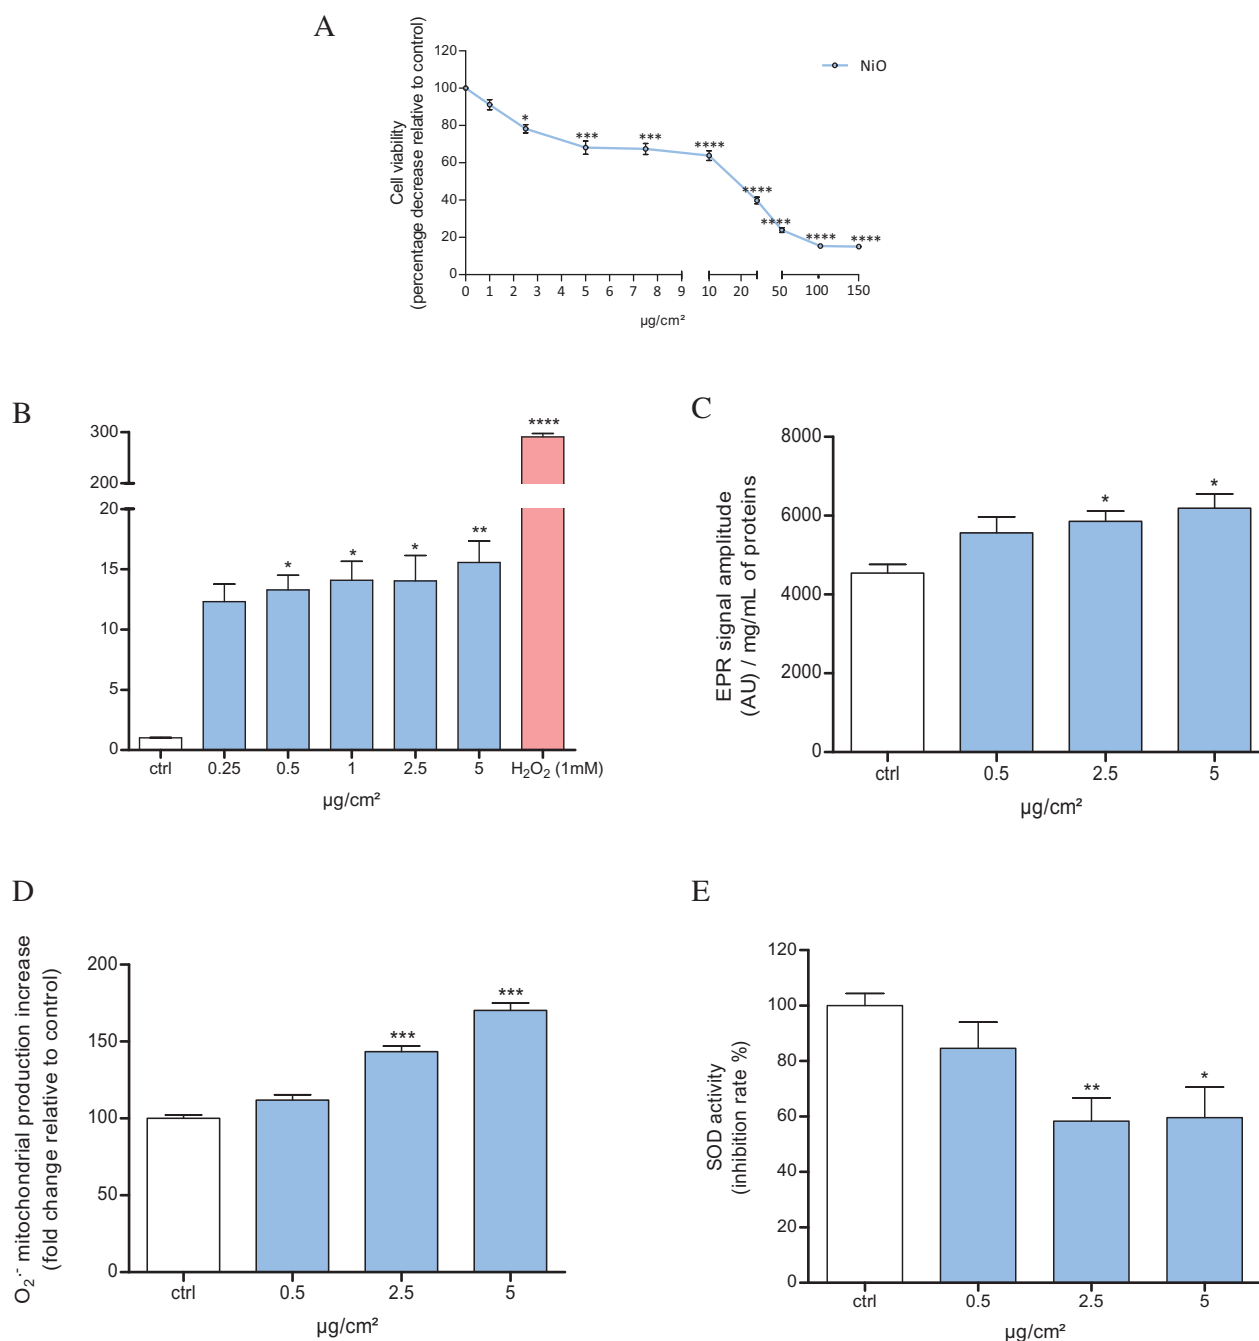 A
Cell viability
(percentage decrease relative to control)
120
100
80
60
40
20
0
* *** *** **** **** **** **** ****
NiO
0 1 2 3 4 5 6 7 8 9 10 20 50 100 150
µg/cm²
B
300
200
20
15
10
5
0
* * * ** ****
ctrl 0.25 0.5 1 2.5 5 H₂O₂ (1mM)
µg/cm²
C
EPR signal amplitude
(AU) / mg/mL of proteins
8000
6000
4000
2000
0
* *
ctrl 0.5 2.5 5
µg/cm²
D
O₂·⁻ mitochondrial production increase
(fold change relative to control)
200
150
100
50
0
*** ***
ctrl 0.5 2.5 5
µg/cm²
E
SOD activity
(inhibition rate %)
120
100
80
60
40
20
0
** *
ctrl 0.5 2.5 5
µg/cm²